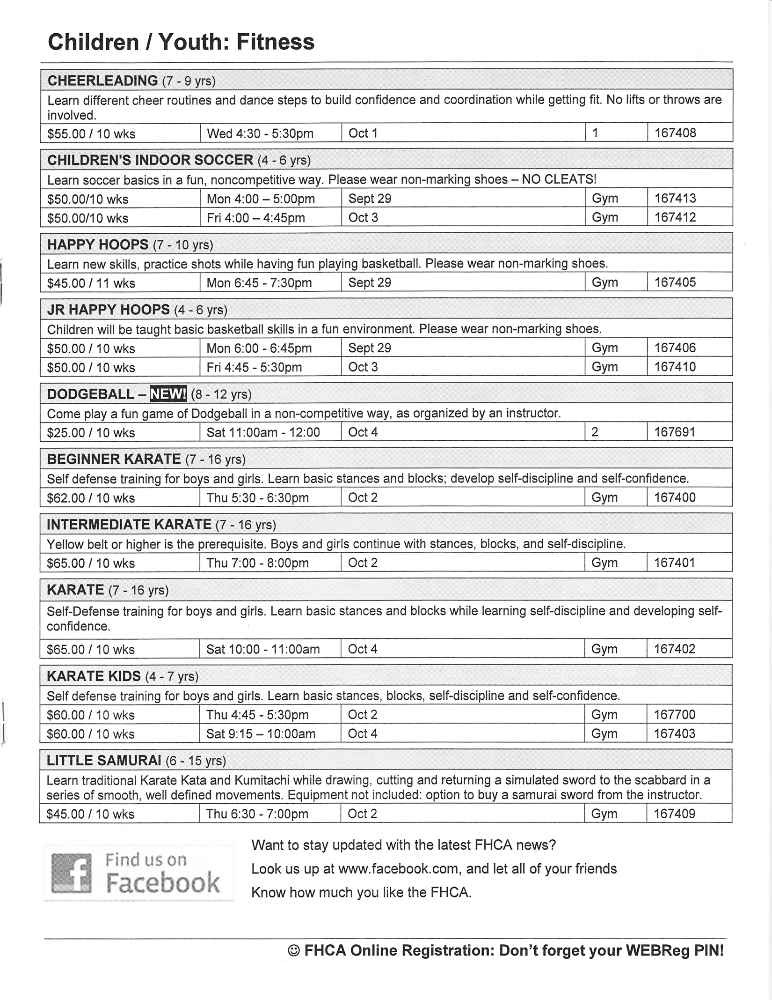 Children / Youth: Fitness
CHEERLEADING (7 - 9 yrs)
Learn different cheer routines and dance steps to build confidence and coordination while getting fit. No lifts or throws are
involved.
$55.00 / 10 wks Wed 4:30 - 5:30pm Oct 1 1 167408
CHILDREN'S INDOOR SOCCER (4 - 6 yrs)
Learn soccer basics in a fun, noncompetitive way. Please wear non-marking shoes – NO CLEATS!
$50.00/10 wks Mon 4:00 – 5:00pm Sept 29 Gym 167413
$50.00/10 wks Fri 4:00 – 4:45pm Oct 3 Gym 167412
HAPPY HOOPS (7 - 10 yrs)
Learn new skills, practice shots while having fun playing basketball. Please wear non-marking shoes.
$45.00 / 11 wks Mon 6:45 - 7:30pm Sept 29 Gym 167405
JR HAPPY HOOPS (4 - 6 yrs)
Children will be taught basic basketball skills in a fun environment. Please wear non-marking shoes.
$50.00 / 10 wks Mon 6:00 - 6:45pm Sept 29 Gym 167406
$50.00 / 10 wks Fri 4:45 - 5:30pm Oct 3 Gym 167410
DODGEBALL – NEW! (8 - 12 yrs)
Come play a fun game of Dodgeball in a non-competitive way, as organized by an instructor.
$25.00 / 10 wks Sat 11:00am - 12:00 Oct 4 2 167691
BEGINNER KARATE (7 - 16 yrs)
Self defense training for boys and girls. Learn basic stances and blocks; develop self-discipline and self-confidence.
$62.00 / 10 wks Thu 5:30 - 6:30pm Oct 2 Gym 167400
INTERMEDIATE KARATE (7 - 16 yrs)
Yellow belt or higher is the prerequisite. Boys and girls continue with stances, blocks, and self-discipline.
$65.00 / 10 wks Thu 7:00 - 8:00pm Oct 2 Gym 167401
KARATE (7 - 16 yrs)
Self-Defense training for boys and girls. Learn basic stances and blocks while learning self-discipline and developing self-
confidence.
$65.00 / 10 wks Sat 10:00 - 11:00am Oct 4 Gym 167402
KARATE KIDS (4 - 7 yrs)
Self defense training for boys and girls. Learn basic stances, blocks, self-discipline and self-confidence.
$60.00 / 10 wks Thu 4:45 - 5:30pm Oct 2 Gym 167700
$60.00 / 10 wks Sat 9:15 – 10:00am Oct 4 Gym 167403
LITTLE SAMURAI (6 - 15 yrs)
Learn traditional Karate Kata and Kumitachi while drawing, cutting and returning a simulated sword to the scabbard in a
series of smooth, well defined movements. Equipment not included: option to buy a samurai sword from the instructor.
$45.00 / 10 wks Thu 6:30 - 7:00pm Oct 2 Gym 167409
f Find us on
Facebook
Want to stay updated with the latest FHCA news?
Look us up at www.facebook.com, and let all of your friends
Know how much you like the FHCA.
☺ FHCA Online Registration: Don't forget your WEBReg PIN!